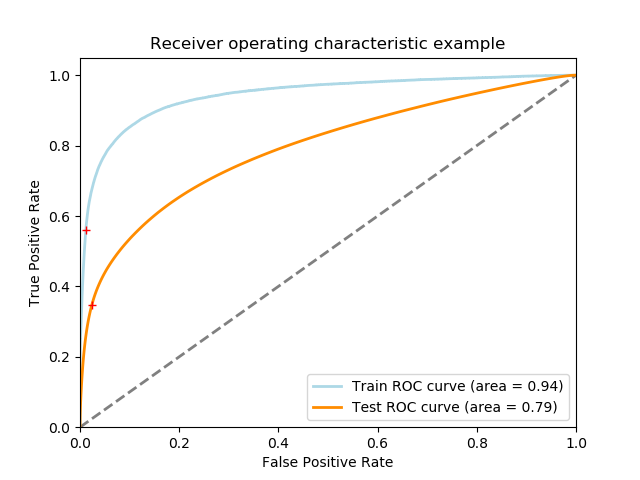 Receiver operating characteristic example
1.0
0.8
0.6
0.4
0.2
0.0
True Positive Rate
0.0 0.2 0.4 0.6 0.8 1.0
False Positive Rate
Train ROC curve (area = 0.94)
Test ROC curve (area = 0.79)